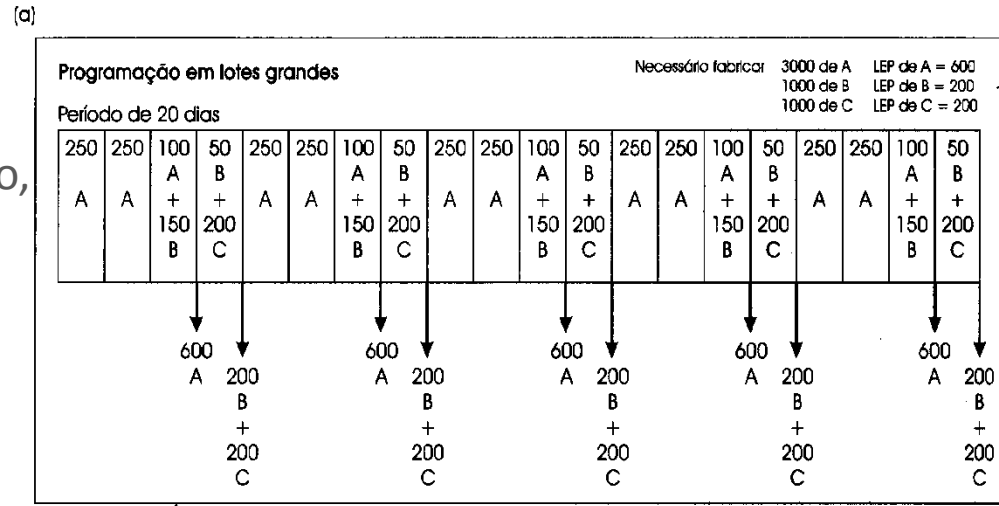 (a)
o,
Programação em lotes grandes
Necessário fabricar 3000 de A LEP de A = 600
1000 de B LEP de B = 200
1000 de C LEP de C = 200
Período de 20 dias
250 250 100 50 250 250 100 50 250 250 100 50 250 250 100 50 250 250 100 50
A A A B A A A B A A A B A A A B A A A B
+ + + + + + + + + +
150 200 150 200 150 200 150 200 150 200
B C B C B C B C B C
600 600 600 600 600
A 200 A 200 A 200 A 200 A 200
B B B B B
+ + + + +
200 200 200 200 200
C C C C C